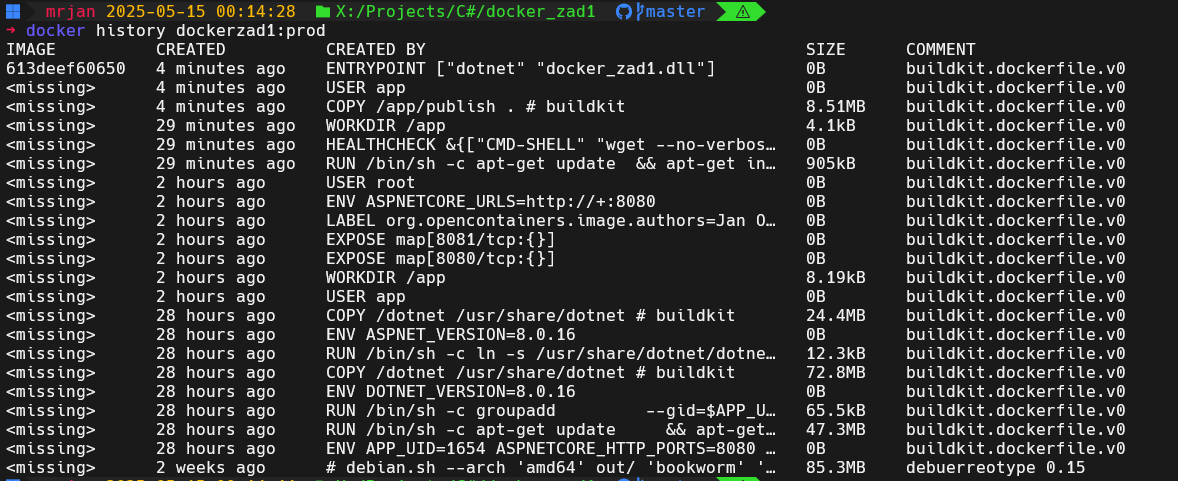 mrjan 2025-05-15 00:14:28 X:/Projects/C#/docker_zad1 master
→ docker history dockerzad1:prod
IMAGE CREATED CREATED BY SIZE COMMENT
613deef60650 4 minutes ago ENTRYPOINT ["dotnet" "docker_zad1.dll"] 0B buildkit.dockerfile.v0
<missing> 4 minutes ago USER app 0B buildkit.dockerfile.v0
<missing> 4 minutes ago COPY /app/publish . # buildkit 8.51MB buildkit.dockerfile.v0
<missing> 29 minutes ago WORKDIR /app 4.1kB buildkit.dockerfile.v0
<missing> 29 minutes ago HEALTHCHECK &{["CMD-SHELL" "wget --no-verbos… 0B buildkit.dockerfile.v0
<missing> 29 minutes ago RUN /bin/sh -c apt-get update  && apt-get in… 905kB buildkit.dockerfile.v0
<missing> 2 hours ago USER root 0B buildkit.dockerfile.v0
<missing> 2 hours ago ENV ASPNETCORE_URLS=http://+:8080 0B buildkit.dockerfile.v0
<missing> 2 hours ago LABEL org.opencontainers.image.authors=Jan O… 0B buildkit.dockerfile.v0
<missing> 2 hours ago EXPOSE map[8081/tcp:{}] 0B buildkit.dockerfile.v0
<missing> 2 hours ago EXPOSE map[8080/tcp:{}] 0B buildkit.dockerfile.v0
<missing> 2 hours ago WORKDIR /app 8.19kB buildkit.dockerfile.v0
<missing> 2 hours ago USER app 0B buildkit.dockerfile.v0
<missing> 28 hours ago COPY /dotnet /usr/share/dotnet # buildkit 24.4MB buildkit.dockerfile.v0
<missing> 28 hours ago ENV ASPNET_VERSION=8.0.16 0B buildkit.dockerfile.v0
<missing> 28 hours ago RUN /bin/sh -c ln -s /usr/share/dotnet/dotne… 12.3kB buildkit.dockerfile.v0
<missing> 28 hours ago COPY /dotnet /usr/share/dotnet # buildkit 72.8MB buildkit.dockerfile.v0
<missing> 28 hours ago ENV DOTNET_VERSION=8.0.16 0B buildkit.dockerfile.v0
<missing> 28 hours ago RUN /bin/sh -c groupadd         --gid=$APP_U… 65.5kB buildkit.dockerfile.v0
<missing> 28 hours ago RUN /bin/sh -c apt-get update     && apt-get… 47.3MB buildkit.dockerfile.v0
<missing> 28 hours ago ENV APP_UID=1654 ASPNETCORE_HTTP_PORTS=8080 … 0B buildkit.dockerfile.v0
<missing> 2 weeks ago # debian.sh --arch 'amd64' out/ 'bookworm' '… 85.3MB debuerreotype 0.15